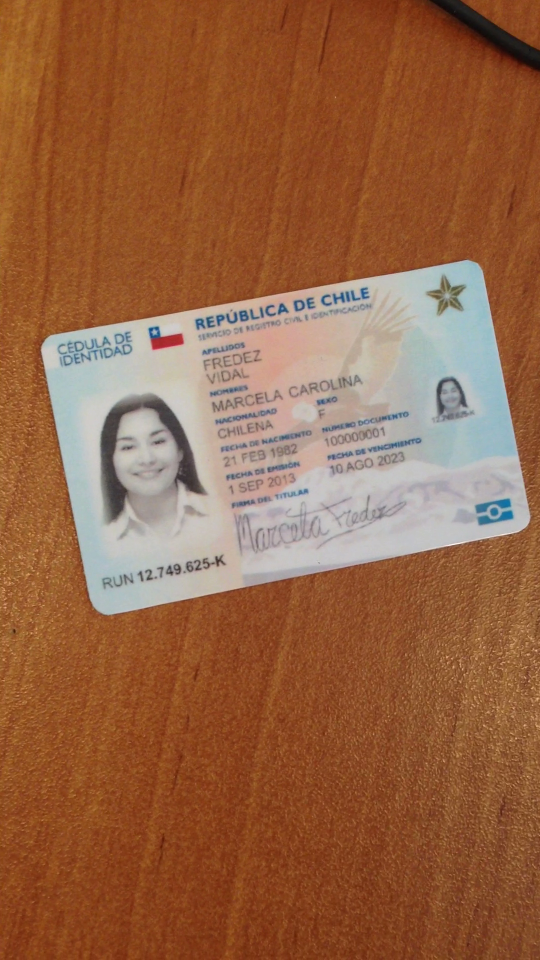 CÉDULA DE
IDENTIDAD
REPÚBLICA DE CHILE
SERVICIO DE REGISTRO CIVIL E IDENTIFICACIÓN
APELLIDOS
FREDEZ
VIDAL
NOMBRES
MARCELA CAROLINA
NACIONALIDAD SEXO
CHILENA F
FECHA DE NACIMIENTO NÚMERO DOCUMENTO
21 FEB 1982 100000001
FECHA DE EMISIÓN FECHA DE VENCIMIENTO
1 SEP 2013 10 AGO 2023
FIRMA DEL TITULAR
Marcela Fredez
RUN 12.749.625-K